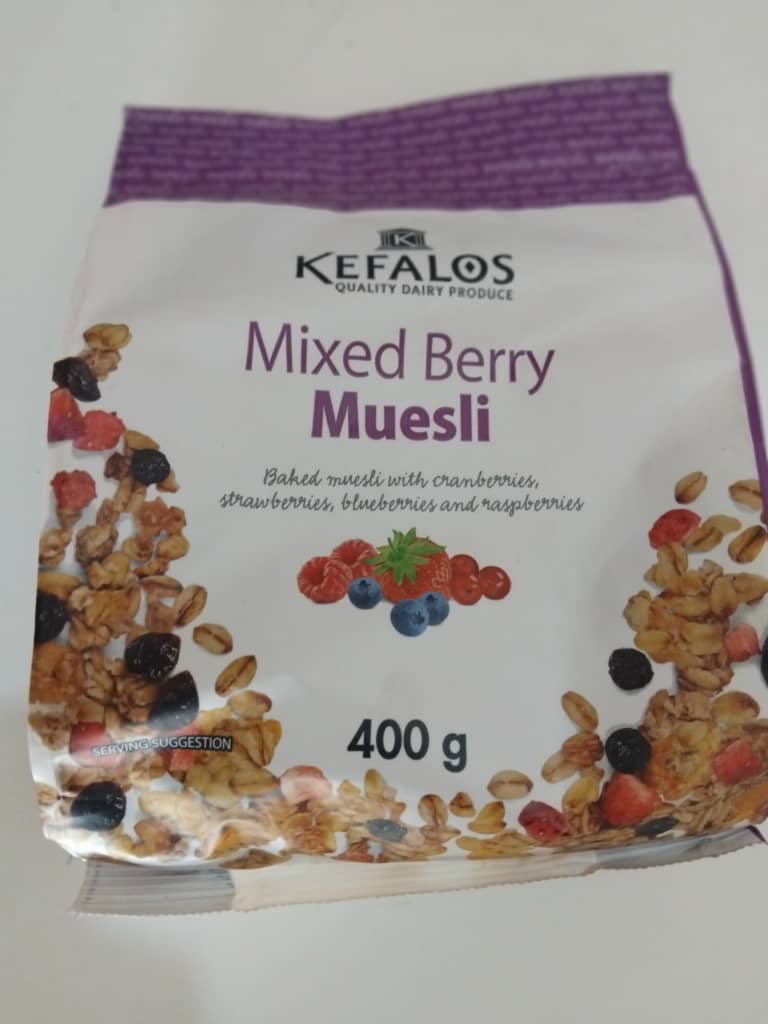 K
KEFALOS
QUALITY DAIRY PRODUCE
Mixed Berry
Muesli
Baked muesli with cranberries,
strawberries, blueberries and raspberries
400 g
SERVING SUGGESTION